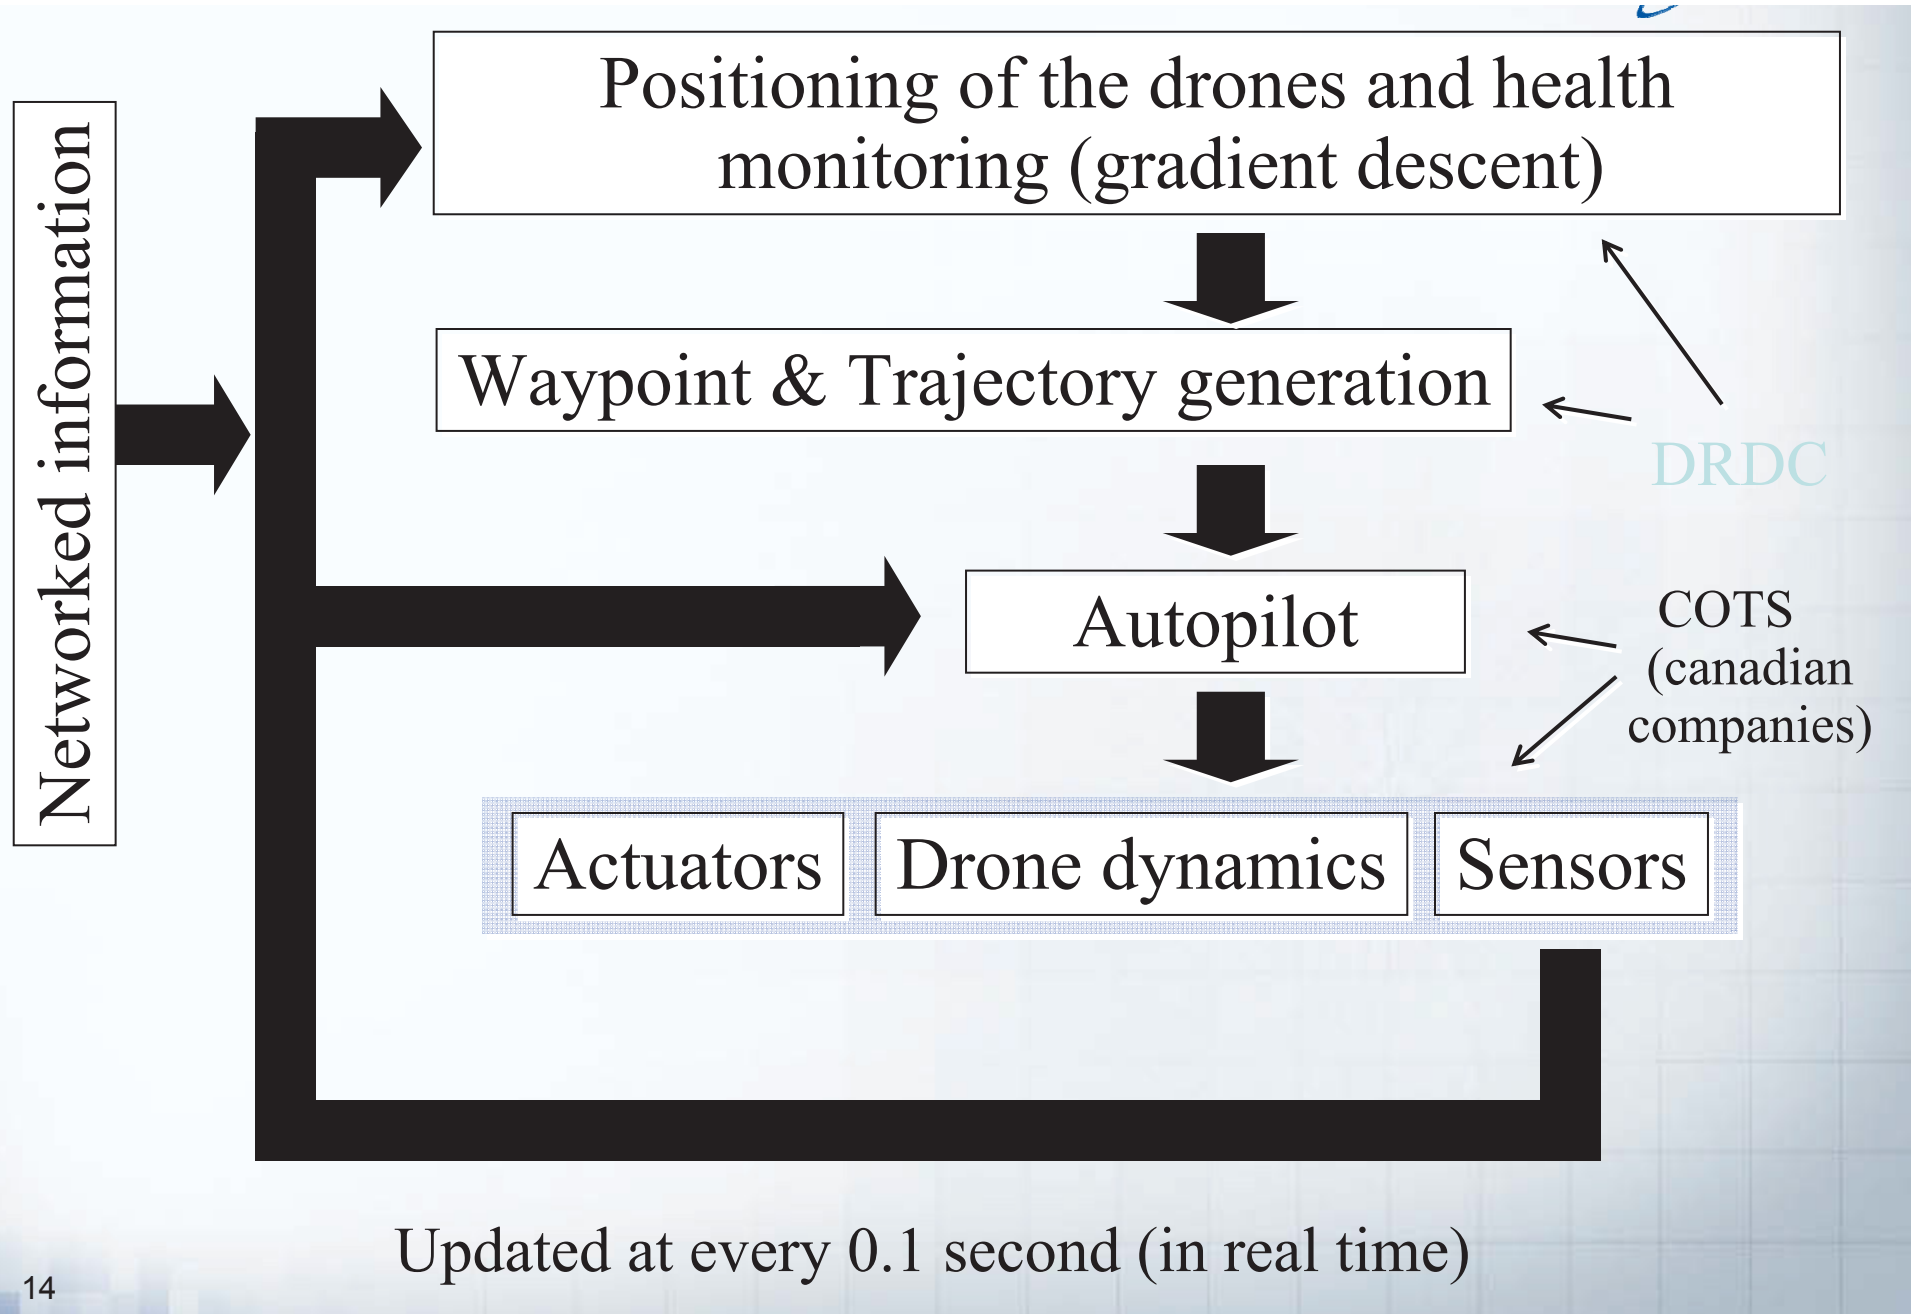 Networked information
Positioning of the drones and health
monitoring (gradient descent)
Waypoint & Trajectory generation
DRDC
Autopilot
COTS
(canadian
companies)
Actuators
Drone dynamics
Sensors
Updated at every 0.1 second (in real time)
14